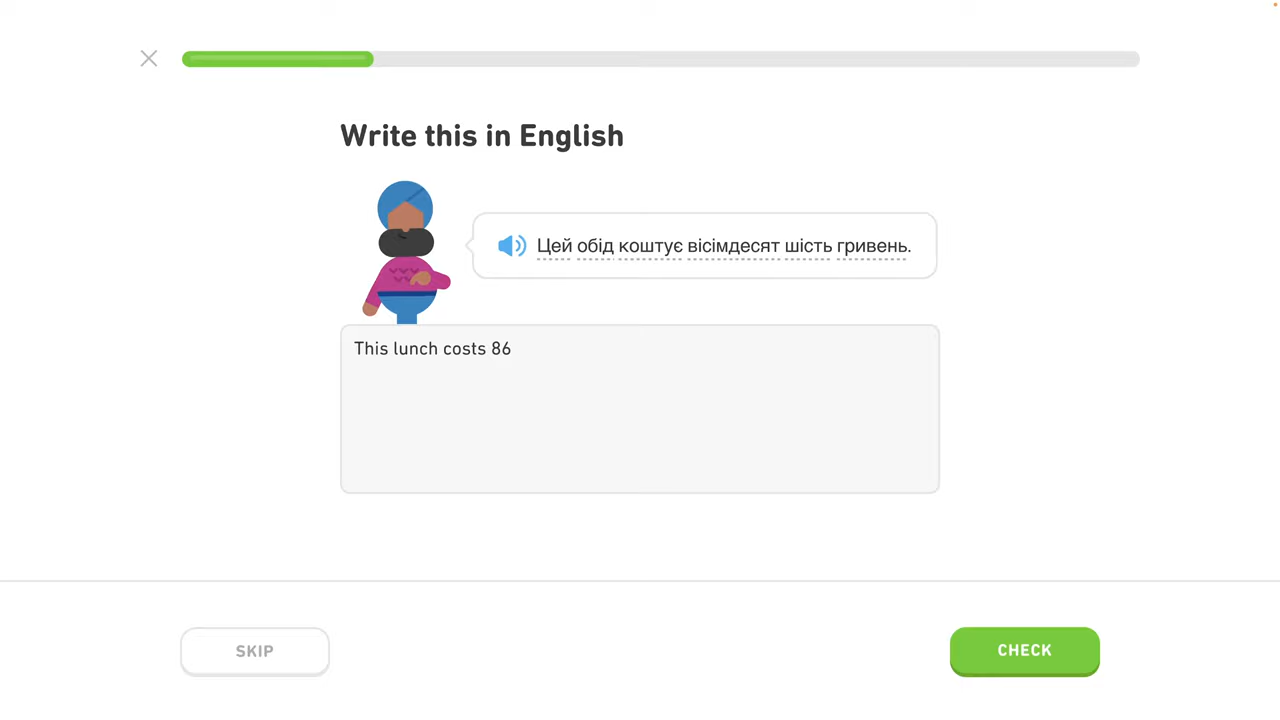 Write this in English
Цей обід коштує вісімдесят шість гривень.
This lunch costs 86
SKIP
CHECK